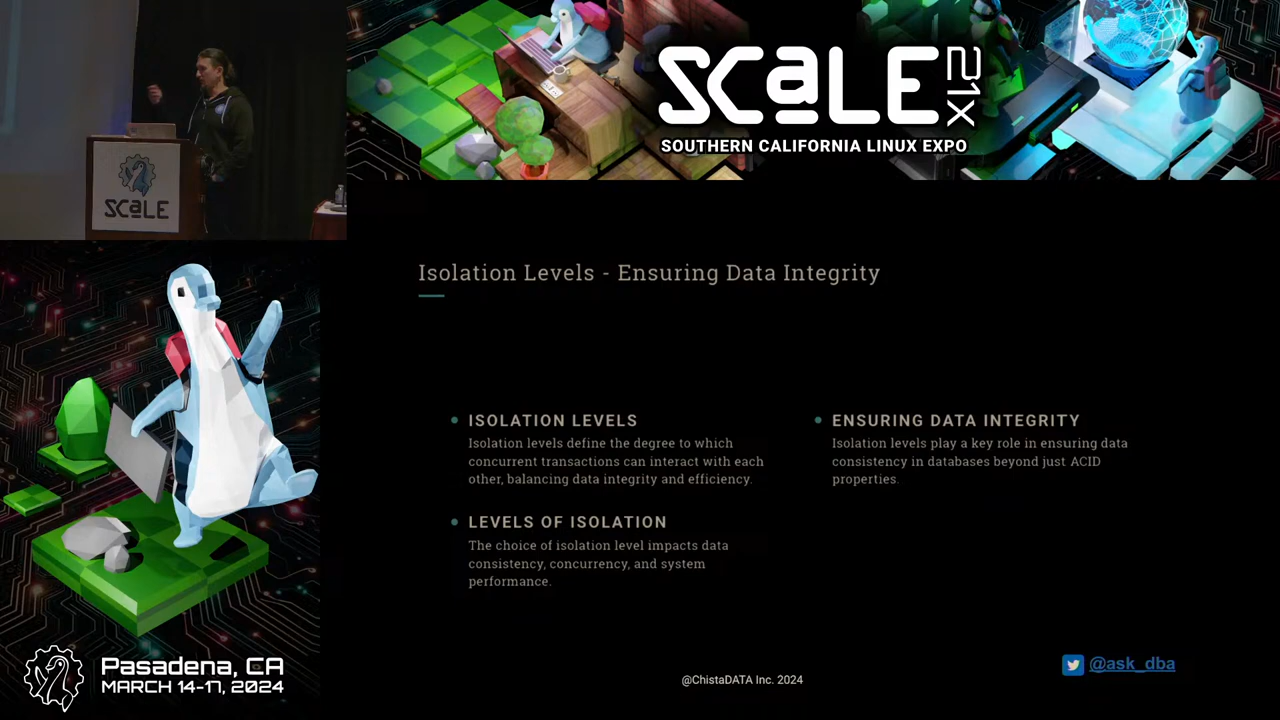 SCaLE
21X
SOUTHERN CALIFORNIA LINUX EXPO
SCaLE
Isolation Levels - Ensuring Data Integrity
ISOLATION LEVELS
Isolation levels define the degree to which
concurrent transactions can interact with each
other, balancing data integrity and efficiency.
LEVELS OF ISOLATION
The choice of isolation level impacts data
consistency, concurrency, and system
performance.
ENSURING DATA INTEGRITY
Isolation levels play a key role in ensuring data
consistency in databases beyond just ACID
properties.
Pasadena, CA
MARCH 14-17, 2024
@ChistaDATA Inc. 2024
@ask_dba